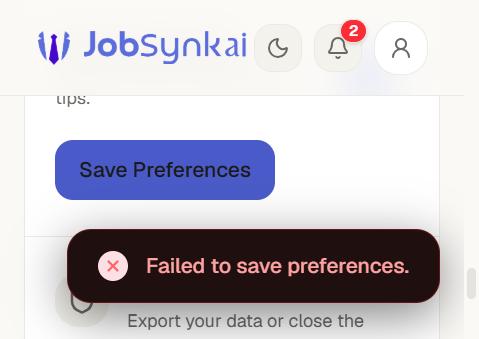 JobSynkai
2
tips.
Save Preferences
Failed to save preferences.
Export your data or close the